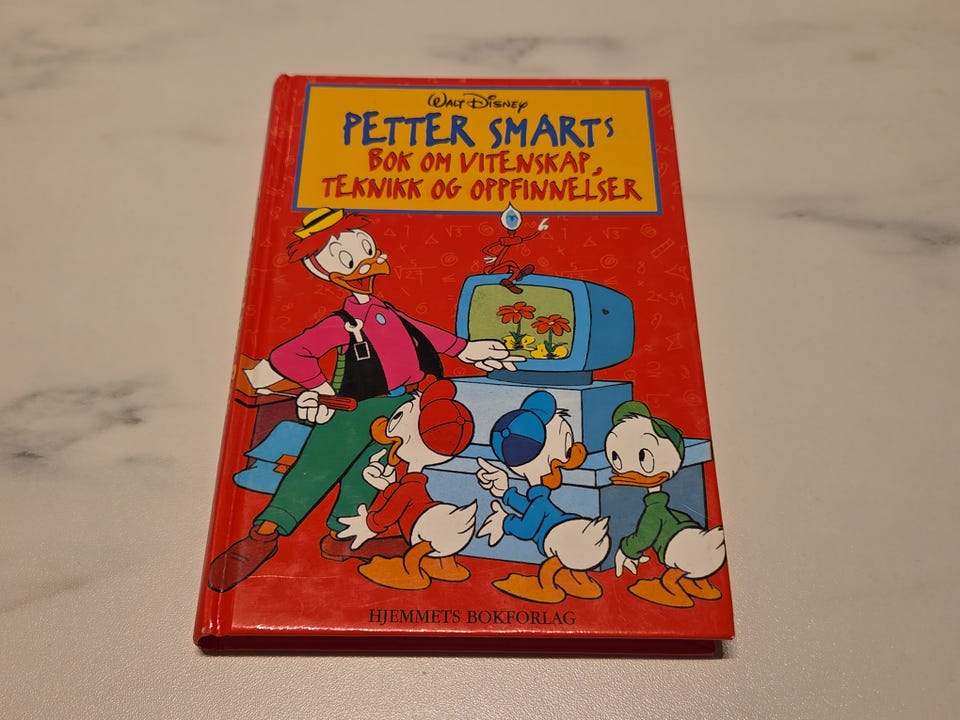 WALT DISNEY
PETTER SMARTs
BOK OM VITENSKAP,
TEKNIKK OG OPPFINNELSER
HJEMMETS BOKFORLAG